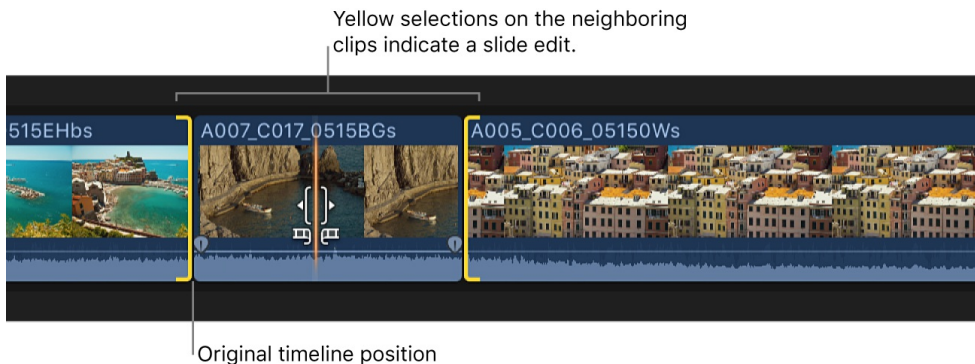 Yellow selections on the neighboring
clips indicate a slide edit.
515EHbs
A007_C017_0515BGs
A005_C006_05150Ws
Original timeline position